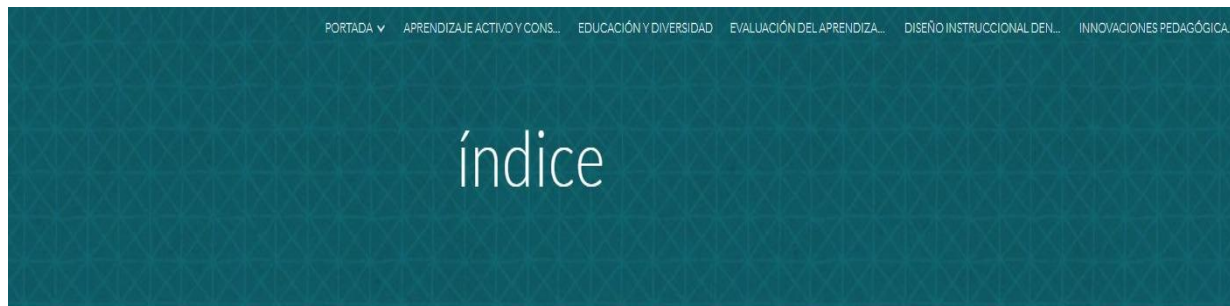 PORTADA APRENDIZAJE ACTIVO Y CONS... EDUCACIÓN Y DIVERSIDAD EVALUACIÓN DEL APRENDIZA... DISEÑO INSTRUCCIONAL DEN... INNOVACIONES PEDAGÓGICA.
índice